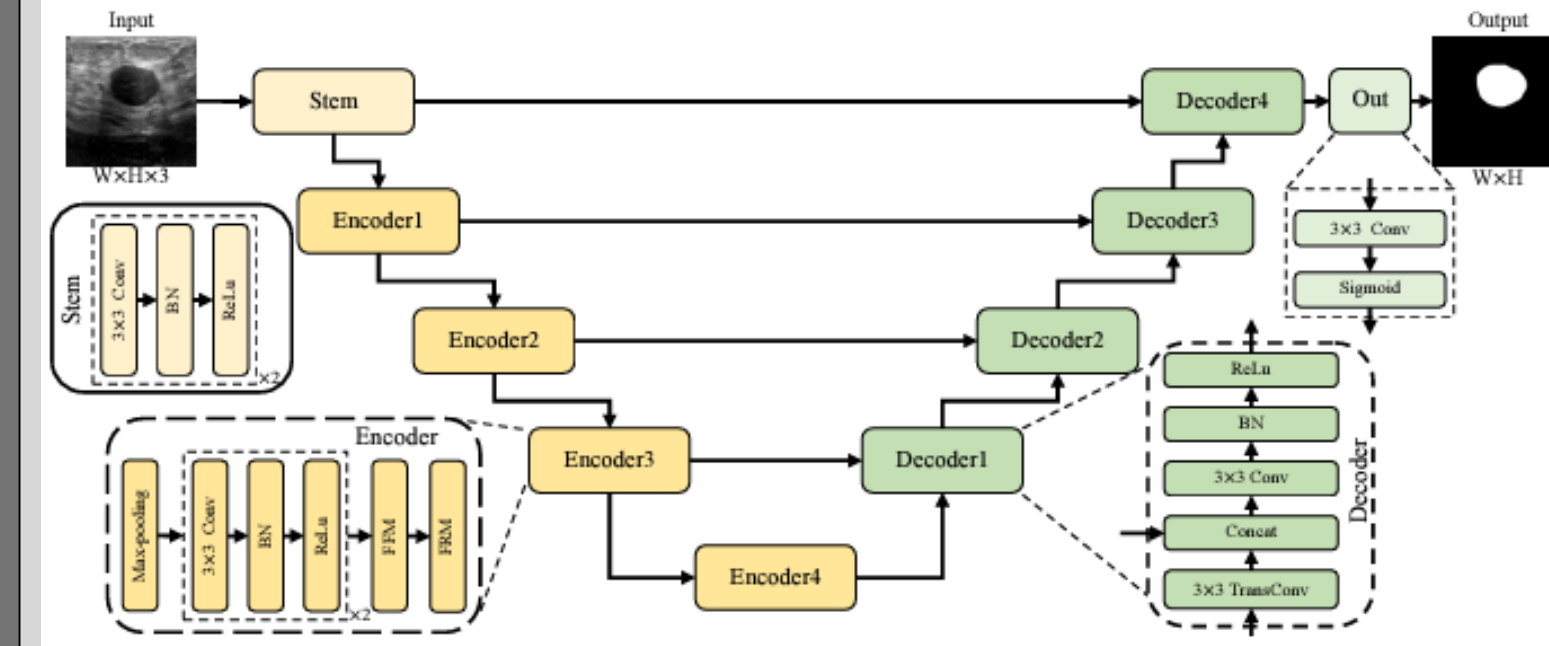 Input
Output
Stem
Decoder4
Out
W×H×3
W×H
Encoder1
Decoder3
3×3 Conv
Sigmoid
Stem
3×3 Conv
BN
ReLu
×2
Encoder2
Decoder2
ReLu
BN
3×3 Conv
Concat
3×3 TransConv
Decoder
Encoder
Max-pooling
3×3 Conv
BN
ReLu
×2
FFM
FRM
Encoder3
Decoder1
Encoder4